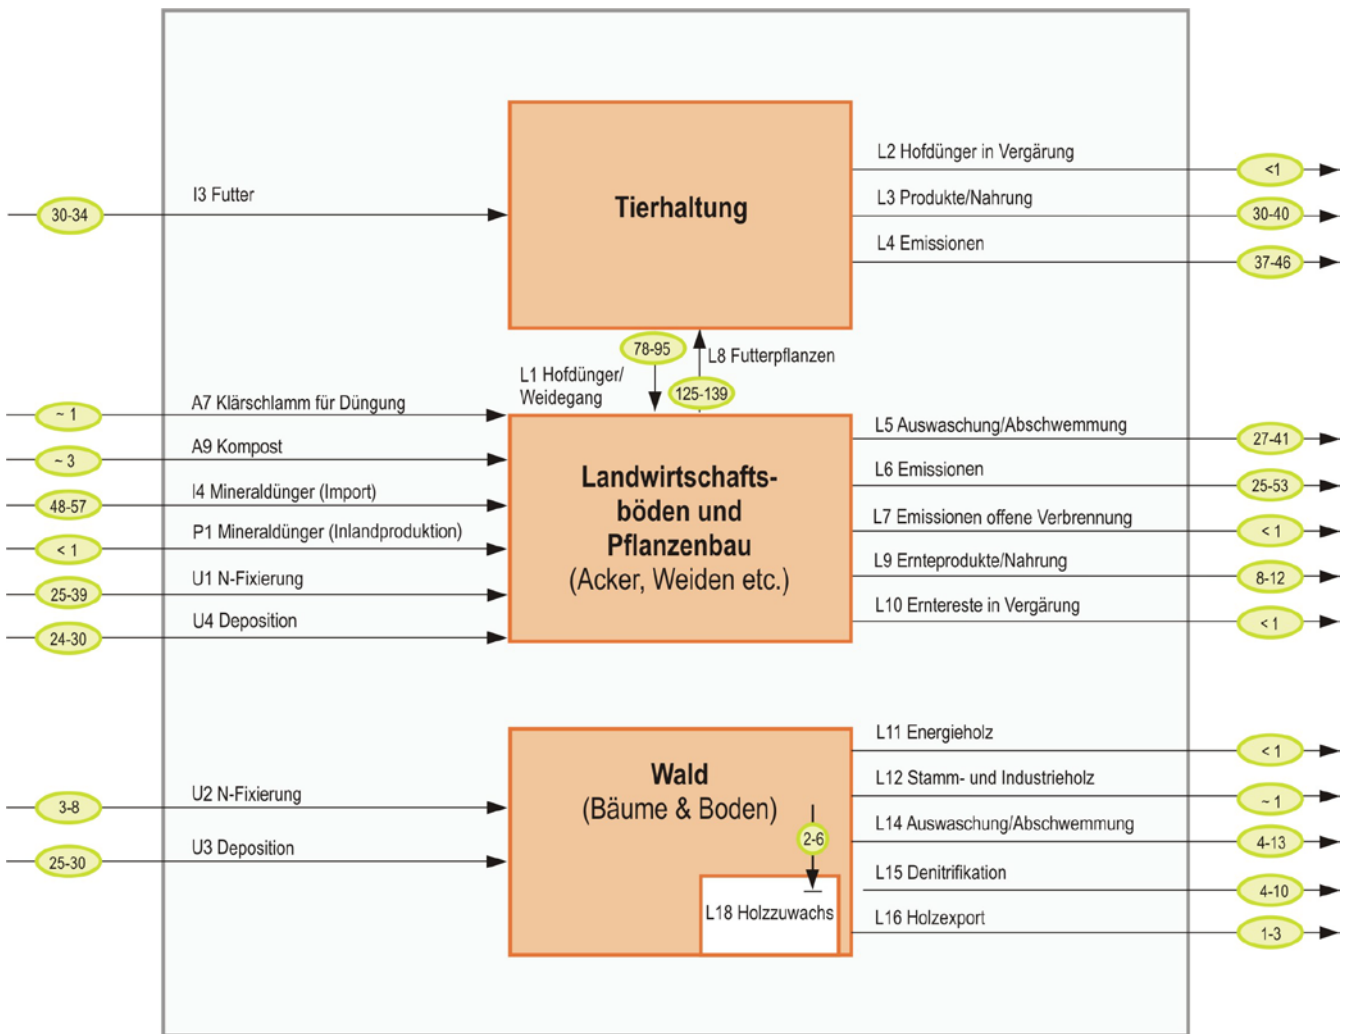 Tierhaltung
I3 Futter
30-34
L2 Hofdünger in Vergärung
<1
L3 Produkte/Nahrung
30-40
L4 Emissionen
37-46
78-95
L8 Futterpflanzen
L1 Hofdünger/
Weidegang
125-139
A7 Klärschlamm für Düngung
~ 1
A9 Kompost
~ 3
I4 Mineraldünger (Import)
48-57
P1 Mineraldünger (Inlandproduktion)
< 1
U1 N-Fixierung
25-39
U4 Deposition
24-30
Landwirtschafts-
böden und
Pflanzenbau
(Acker, Weiden etc.)
L5 Auswaschung/Abschwemmung
27-41
L6 Emissionen
25-53
L7 Emissionen offene Verbrennung
< 1
L9 Ernteprodukte/Nahrung
8-12
L10 Erntereste in Vergärung
< 1
U2 N-Fixierung
3-8
U3 Deposition
25-30
Wald
(Bäume & Boden)
2-6
L18 Holzzuwachs
L11 Energieholz
< 1
L12 Stamm- und Industrieholz
~ 1
L14 Auswaschung/Abschwemmung
4-13
L15 Denitrifikation
4-10
L16 Holzexport
1-3